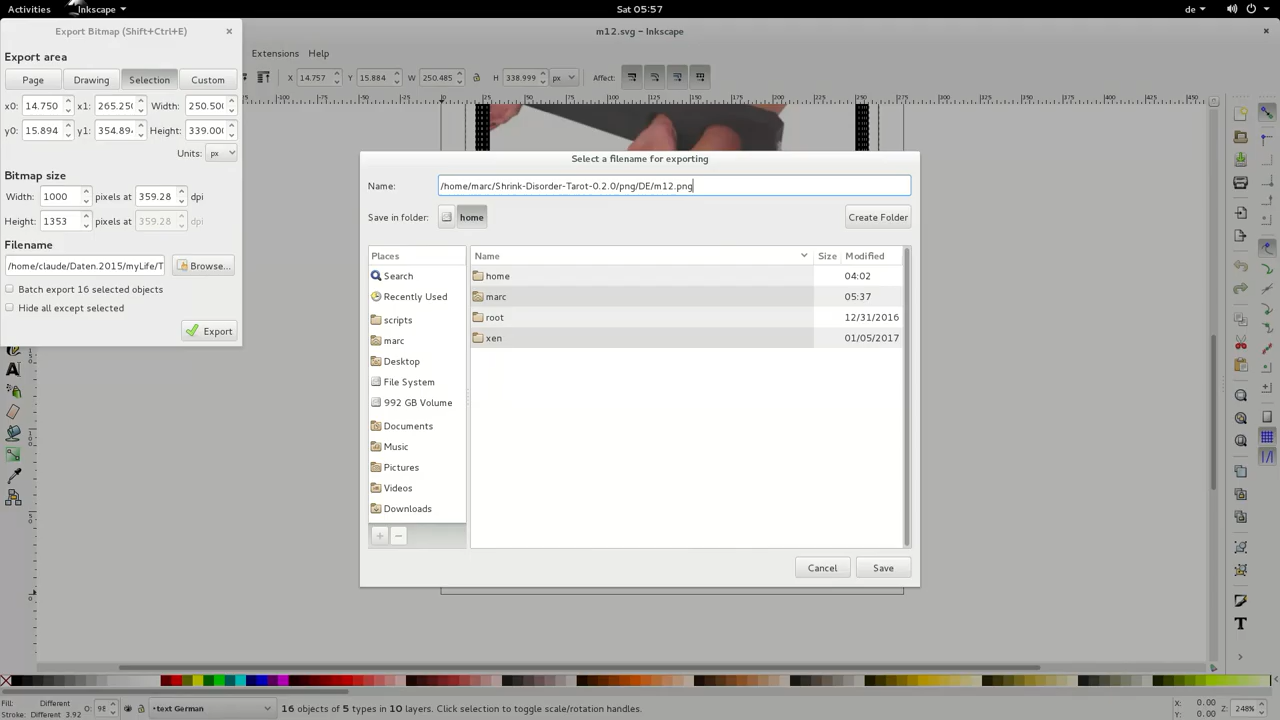 Activities Inkscape Sat 05:57 de
Export Bitmap (Shift+Ctrl+E)
m12.svg - Inkscape
Extensions Help
Export area
Page Drawing Selection Custom
X 14.757 Y 15.884 W 250.485 H 338.999 px Affect:
x0: 14.750 x1: 265.250 Width: 250.500
y0: 15.894 y1: 354.894 Height: 339.000
Units: px
Bitmap size
Width: 1000 pixels at 359.28 dpi
Height: 1353 pixels at 359.28 dpi
Filename
/home/claude/Daten.2015/myLife/T Browse...
Batch export 16 selected objects
Hide all except selected
Export
Select a filename for exporting
Name: /home/marc/Shrink-Disorder-Tarot-0.2.0/png/DE/m12.png
Save in folder: home Create Folder
Places
Search
Recently Used
scripts
marc
Desktop
File System
992 GB Volume
Documents
Music
Pictures
Videos
Downloads
Name Size Modified
home 04:02
marc 05:37
root 12/31/2016
xen 01/05/2017
Cancel Save
Fill: Different
Stroke: Different 3.92
O: 98
•text German
16 objects of 5 types in 10 layers. Click selection to toggle scale/rotation handles.
X: 0.00
Y: 0.00
Z: 248%